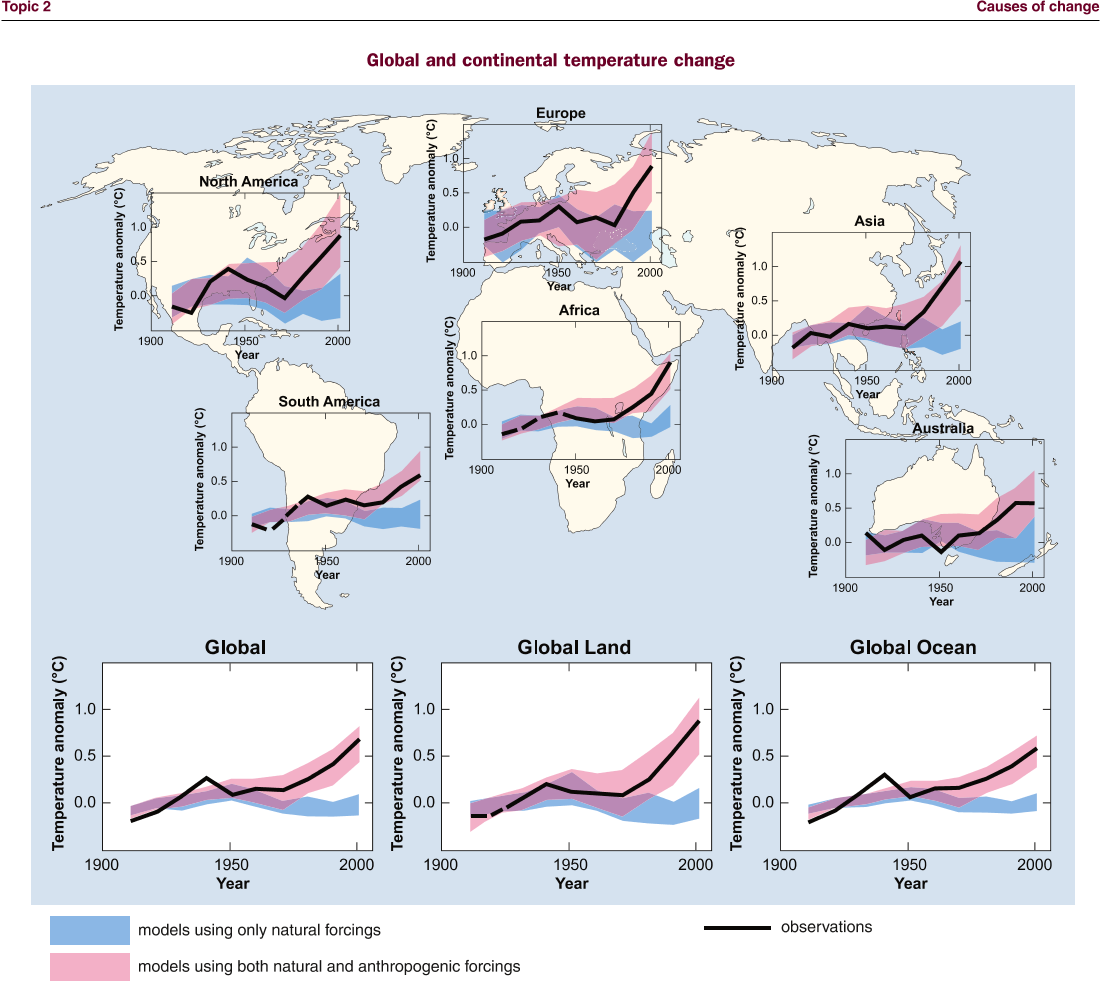 Topic 2
Causes of change
Global and continental temperature change
Europe
Temperature anomaly (°C)
1.0
0.5
0.0
1900
1950
2000
Year
North America
Temperature anomaly (°C)
1.0
0.5
0.0
1900
1950
2000
Year
Asia
Temperature anomaly (°C)
1.0
0.5
0.0
1900
1950
2000
Year
Africa
Temperature anomaly (°C)
1.0
0.5
0.0
1900
1950
2000
Year
South America
Temperature anomaly (°C)
1.0
0.5
0.0
1900
1950
2000
Year
Australia
Temperature anomaly (°C)
1.0
0.5
0.0
1900
1950
2000
Year
Global
Temperature anomaly (°C)
1.0
0.5
0.0
1900
1950
2000
Year
Global Land
Temperature anomaly (°C)
1.0
0.5
0.0
1900
1950
2000
Year
Global Ocean
Temperature anomaly (°C)
1.0
0.5
0.0
1900
1950
2000
Year
models using only natural forcings
observations
models using both natural and anthropogenic forcings